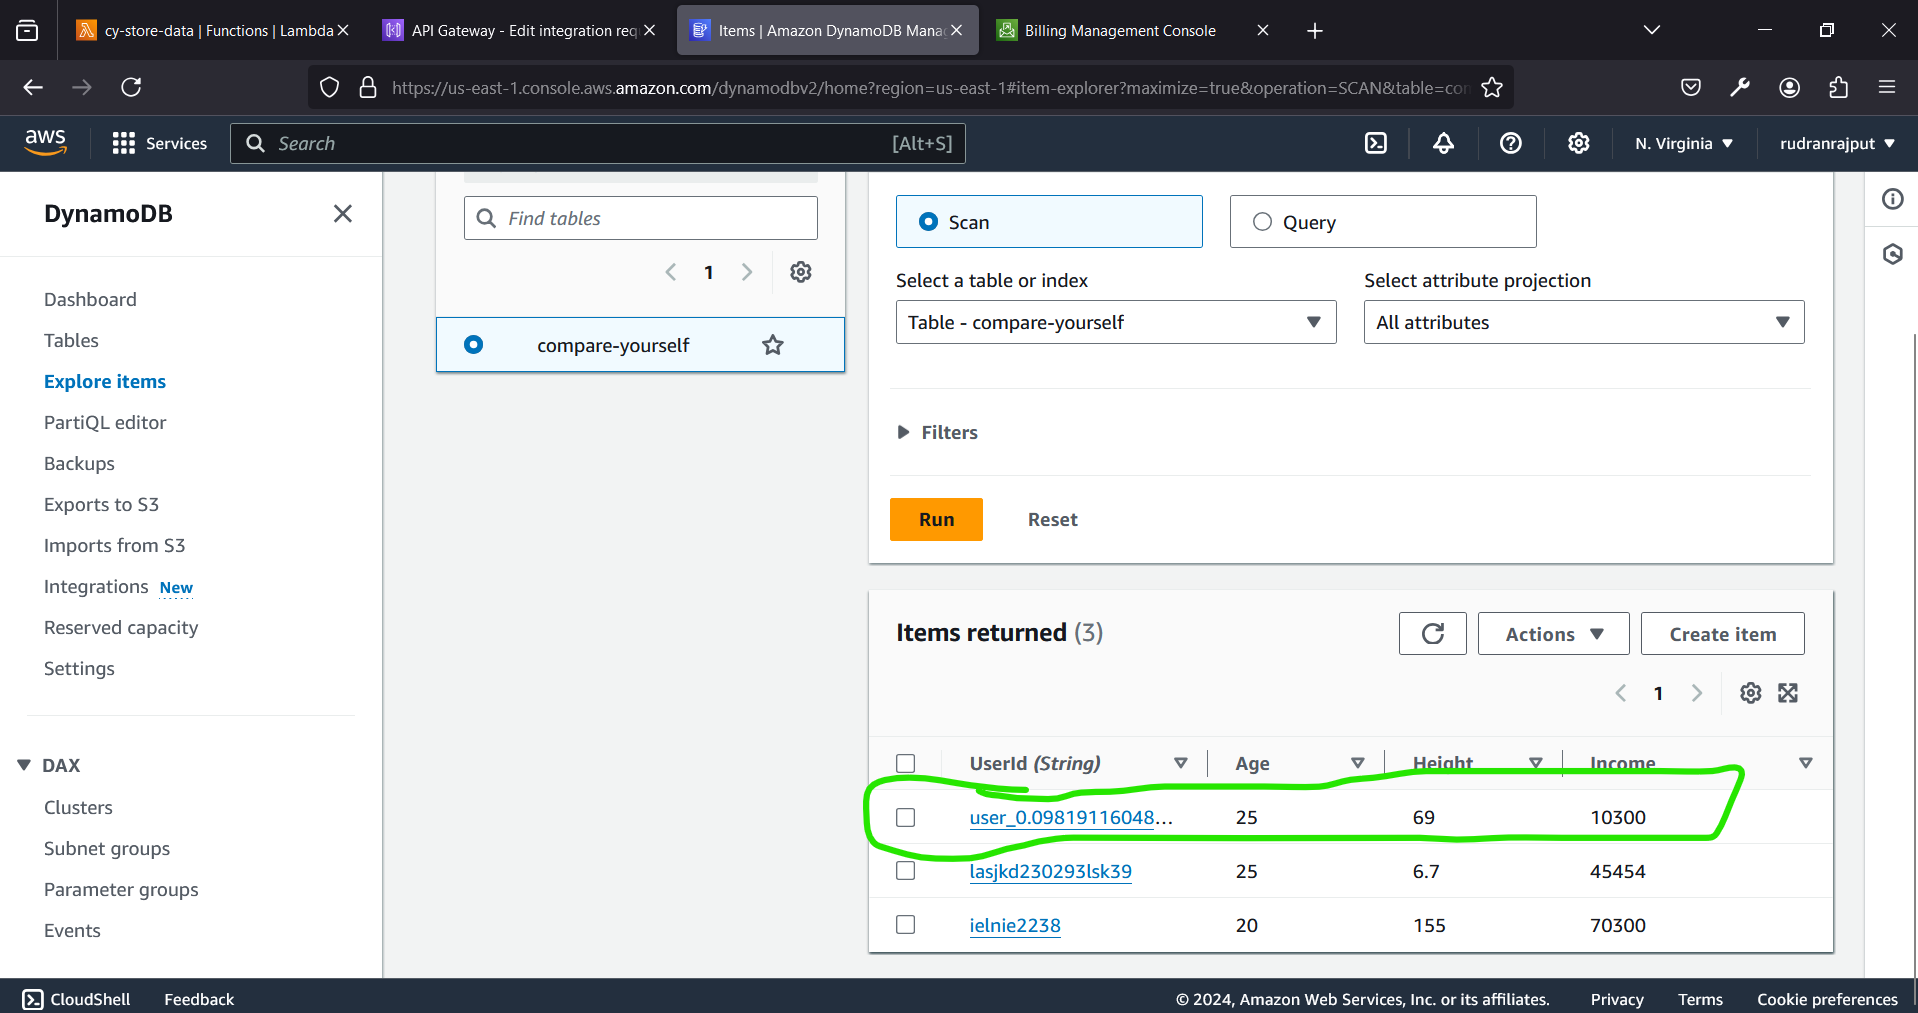 cy-store-data | Functions | Lambda
API Gateway - Edit integration req
Items | Amazon DynamoDB Manag
Billing Management Console
https://us-east-1.console.aws.amazon.com/dynamodbv2/home?region=us-east-1#item-explorer?maximize=true&operation=SCAN&table=con
aws
Services
Search
[Alt+S]
N. Virginia
rudranrajput
DynamoDB
Dashboard
Tables
Explore items
PartiQL editor
Backups
Exports to S3
Imports from S3
Integrations New
Reserved capacity
Settings
DAX
Clusters
Subnet groups
Parameter groups
Events
Find tables
1
compare-yourself
Scan
Query
Select a table or index
Select attribute projection
Table - compare-yourself
All attributes
Filters
Run
Reset
Items returned (3)
Actions
Create item
1
UserId (String) Age Height Income
user_0.09819116048... 25 69 10300
lasjkd230293lsk39 25 6.7 45454
ielnie2238 20 155 70300
CloudShell
Feedback
© 2024, Amazon Web Services, Inc. or its affiliates.
Privacy
Terms
Cookie preferences